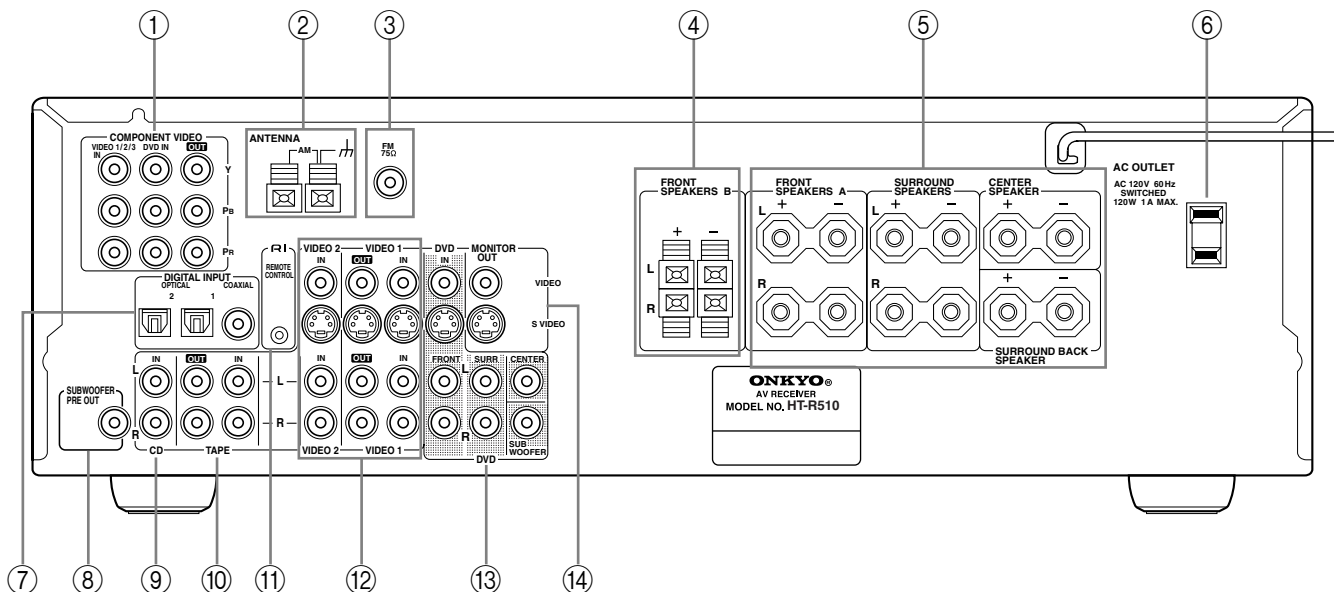 ① ② ③ ④ ⑤ ⑥
COMPONENT VIDEO
VIDEO 1/2/3 IN
DVD IN
OUT
Y
PB
PR
ANTENNA
AM
FM
75Ω
FRONT
SPEAKERS B
+ −
L
R
FRONT
SPEAKERS A
+ −
L
R
SURROUND
SPEAKERS
+ −
L
R
CENTER
SPEAKER
+ −
+ −
SURROUND BACK
SPEAKER
AC OUTLET
AC 120V 60Hz
SWITCHED
120W 1A MAX.
DIGITAL INPUT
OPTICAL
2 1
COAXIAL
RI
REMOTE
CONTROL
VIDEO 2 VIDEO 1 DVD MONITOR
OUT
IN OUT IN IN
VIDEO
S VIDEO
IN OUT IN
L
R
CD TAPE
L
R
IN OUT IN
VIDEO 2 VIDEO 1
FRONT SURR CENTER
L
R
SUB
WOOFER
DVD
SUBWOOFER
PRE OUT
ONKYO®
AV RECEIVER
MODEL NO. HT-R510
⑦ ⑧ ⑨ ⑩ ⑪ ⑫ ⑬ ⑭